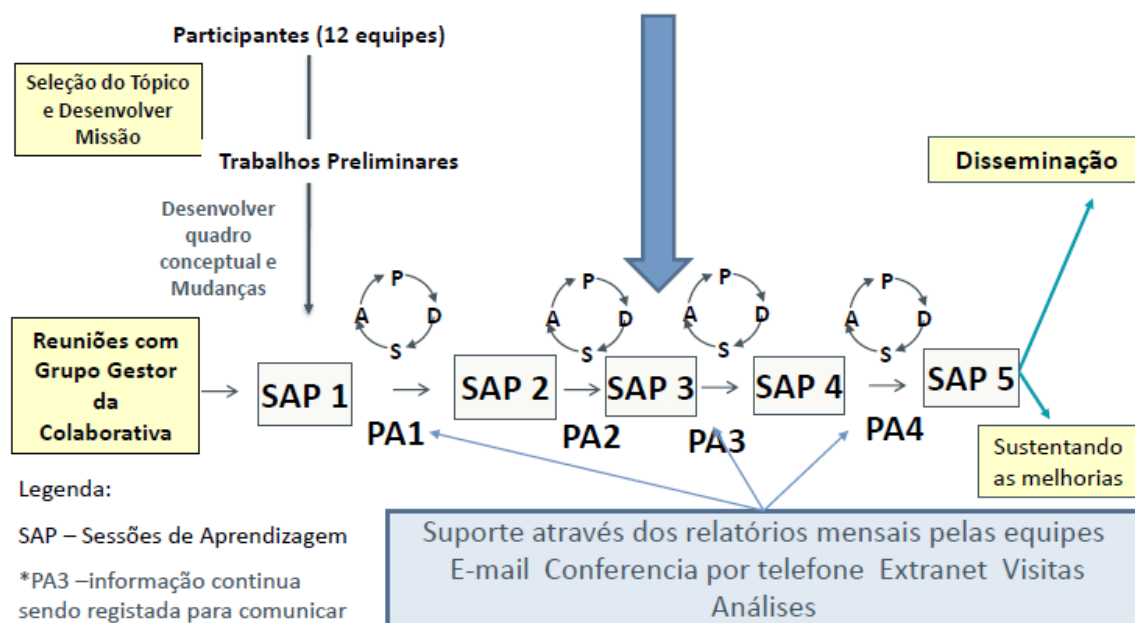 Participantes (12 equipes)
Seleção do Tópico
e Desenvolver
Missão
Trabalhos Preliminares
Disseminação
Desenvolver
quadro
conceptual e
Mudanças
P
D
S
A
P
D
S
A
P
D
S
A
P
D
S
A
Reuniões com
Grupo Gestor
da
Colaborativa
SAP 1
SAP 2
SAP 3
SAP 4
SAP 5
PA1
PA2
PA3
PA4
Sustentando
as melhorias
Legenda:
SAP – Sessões de Aprendizagem
*PA3 –informação continua
sendo registada para comunicar
Suporte através dos relatórios mensais pelas equipes
E-mail Conferencia por telefone Extranet Visitas
Análises